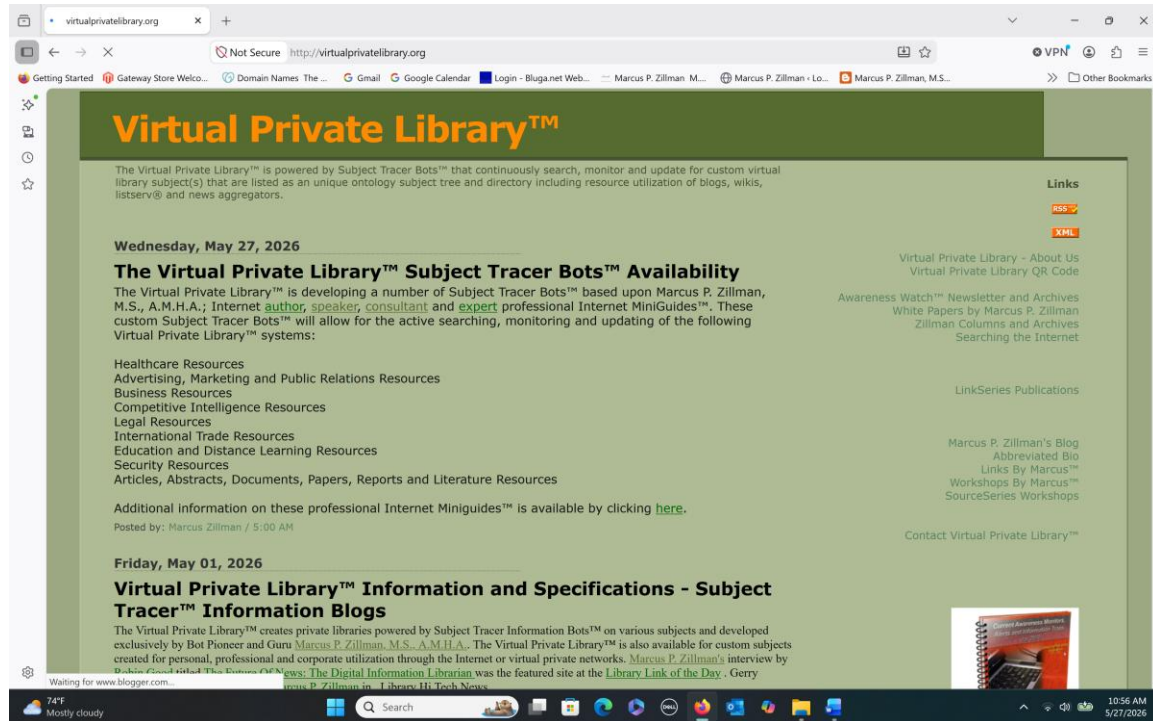 virtualprivatelibrary.org
Not Secure http://virtualprivatelibrary.org
VPN
Getting Started Gateway Store Welco... Domain Names The ... Gmail Google Calendar Login - Bluga.net Web... Marcus P. Zillman M... Marcus P. Zillman ‹ Lo... Marcus P. Zillman, M.S... Other Bookmarks
Virtual Private Library™
The Virtual Private Library™ is powered by Subject Tracer Bots™ that continuously search, monitor and update for custom virtual
library subject(s) that are listed as an unique ontology subject tree and directory including resource utilization of blogs, wikis,
listserv® and news aggregators.
Wednesday, May 27, 2026
The Virtual Private Library™ Subject Tracer Bots™ Availability
The Virtual Private Library™ is developing a number of Subject Tracer Bots™ based upon Marcus P. Zillman,
M.S., A.M.H.A.; Internet author, speaker, consultant and expert professional Internet MiniGuides™. These
custom Subject Tracer Bots™ will allow for the active searching, monitoring and updating of the following
Virtual Private Library™ systems:
Healthcare Resources
Advertising, Marketing and Public Relations Resources
Business Resources
Competitive Intelligence Resources
Legal Resources
International Trade Resources
Education and Distance Learning Resources
Security Resources
Articles, Abstracts, Documents, Papers, Reports and Literature Resources
Additional information on these professional Internet Miniguides™ is available by clicking here.
Posted by: Marcus Zillman / 5:00 AM
Friday, May 01, 2026
Virtual Private Library™ Information and Specifications - Subject
Tracer™ Information Blogs
The Virtual Private Library™ creates private libraries powered by Subject Tracer Information Bots™ on various subjects and developed
exclusively by Bot Pioneer and Guru Marcus P. Zillman, M.S., A.M.H.A.. The Virtual Private Library™ is also available for custom subjects
created for personal, professional and corporate utilization through the Internet or virtual private networks. Marcus P. Zillman's interview by
Robin Good titled The Future Of News: The Digital Information Librarian was the featured site at the Library Link of the Day . Gerry
Marcus P. Zillman in Library Hi Tech News
Links
RSS
XML
Virtual Private Library - About Us
Virtual Private Library QR Code
Awareness Watch™ Newsletter and Archives
White Papers by Marcus P. Zillman
Zillman Columns and Archives
Searching the Internet
LinkSeries Publications
Marcus P. Zillman's Blog
Abbreviated Bio
Links By Marcus™
Workshops By Marcus™
SourceSeries Workshops
Contact Virtual Private Library™
Waiting for www.blogger.com...
74°F
Mostly cloudy
Search
DELL
10:56 AM
5/27/2026